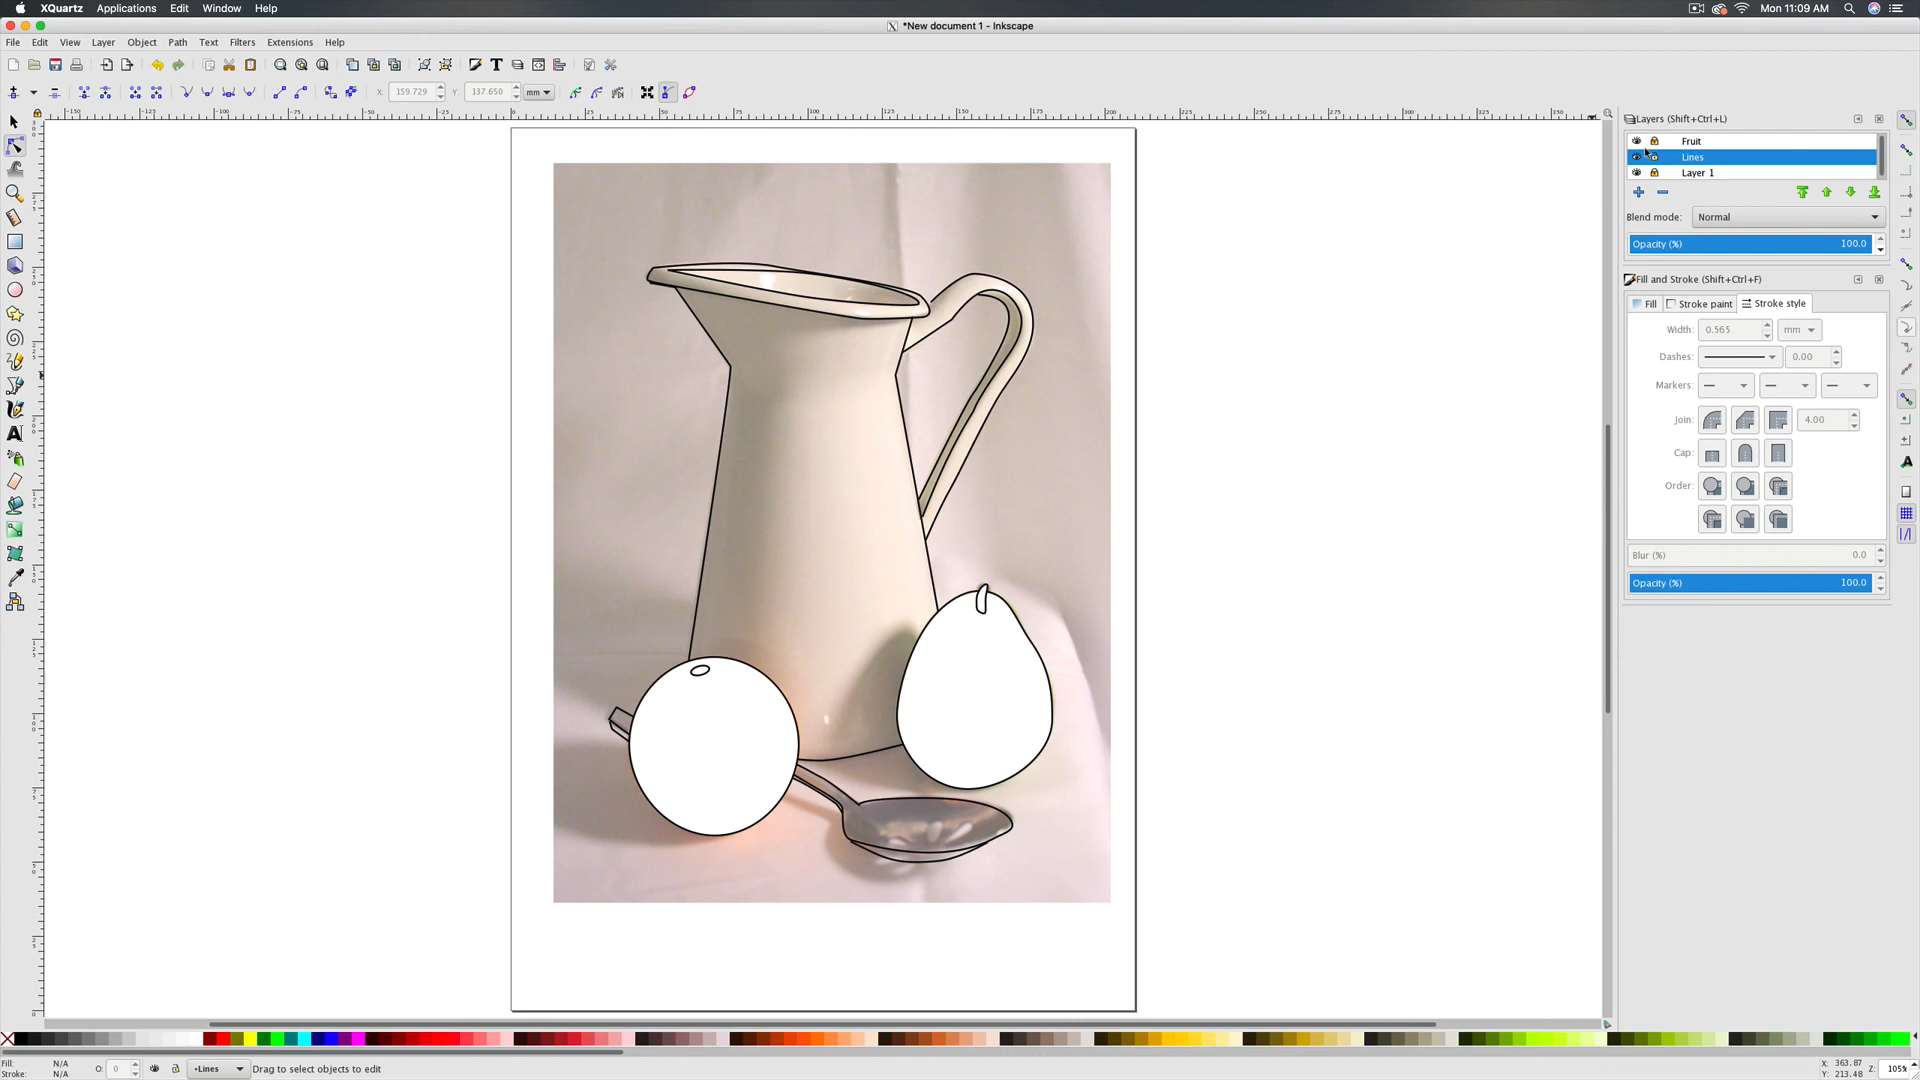 XQuartz Applications Edit Window Help
Mon 11:09 AM
*New document 1 - Inkscape
File Edit View Layer Object Path Text Filters Extensions Help
X: 159.729 Y: 137.650 mm
Layers (Shift+Ctrl+L)
Fruit
Lines
Layer 1
Blend mode: Normal
Opacity (%) 100.0
Fill and Stroke (Shift+Ctrl+F)
Fill Stroke paint Stroke style
Width: 0.565 mm
Dashes: 0.00
Markers:
Join: 4.00
Cap:
Order:
Blur (%) 0.0
Opacity (%) 100.0
Fill: N/A
Stroke: N/A
O: 0
•Lines
Drag to select objects to edit
X: 363.87
Y: 213.48
Z: 105%